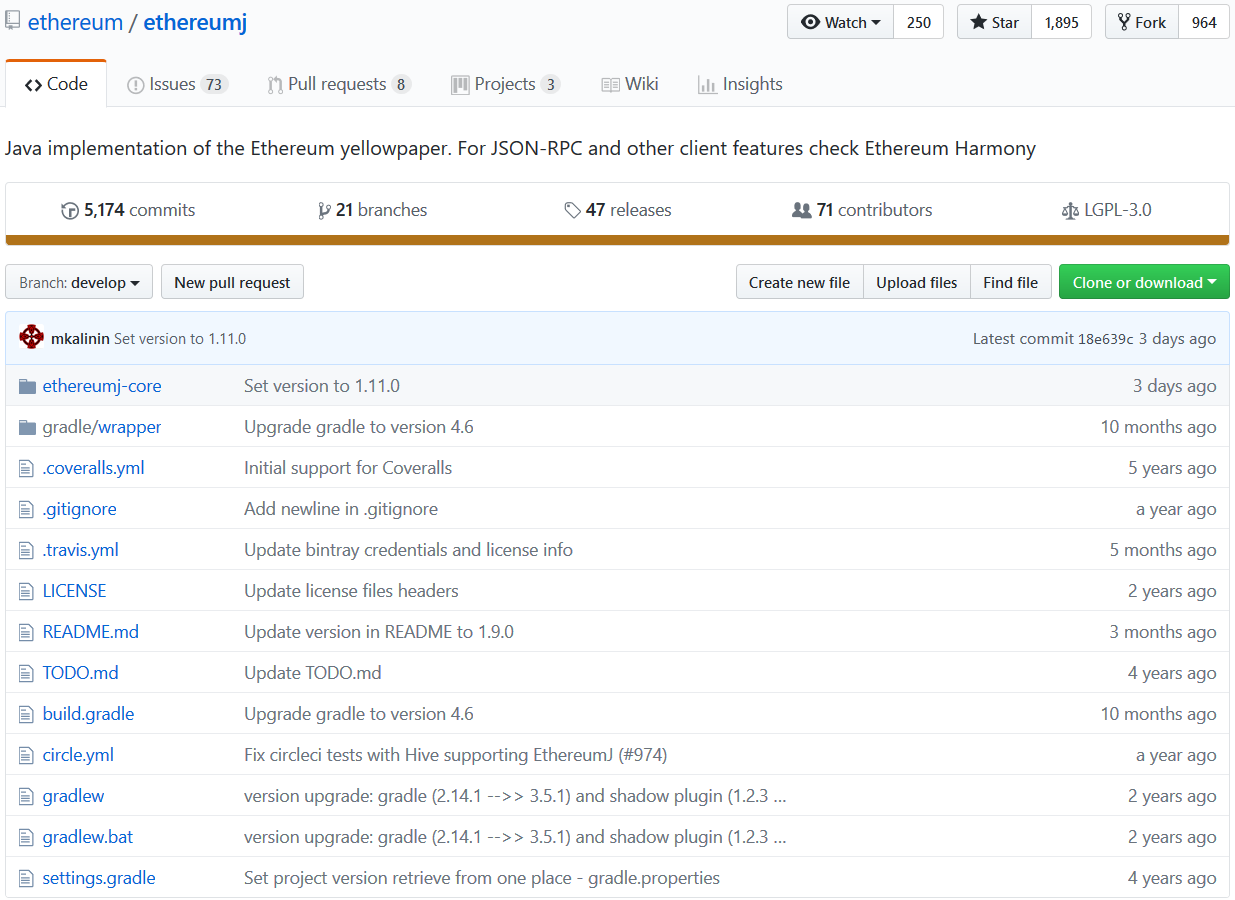 ethereum / ethereumj Watch 250 Star 1,895 Fork 964
Code Issues 73 Pull requests 8 Projects 3 Wiki Insights
Java implementation of the Ethereum yellowpaper. For JSON-RPC and other client features check Ethereum Harmony
5,174 commits 21 branches 47 releases 71 contributors LGPL-3.0
Branch: develop New pull request Create new file Upload files Find file Clone or download
mkalinin Set version to 1.11.0 Latest commit 18e639c 3 days ago
ethereumj-core Set version to 1.11.0 3 days ago
gradle/wrapper Upgrade gradle to version 4.6 10 months ago
.coveralls.yml Initial support for Coveralls 5 years ago
.gitignore Add newline in .gitignore a year ago
.travis.yml Update bintray credentials and license info 5 months ago
LICENSE Update license files headers 2 years ago
README.md Update version in README to 1.9.0 3 months ago
TODO.md Update TODO.md 4 years ago
build.gradle Upgrade gradle to version 4.6 10 months ago
circle.yml Fix circleci tests with Hive supporting EthereumJ (#974) a year ago
gradlew version upgrade: gradle (2.14.1 -->> 3.5.1) and shadow plugin (1.2.3 ... 2 years ago
gradlew.bat version upgrade: gradle (2.14.1 -->> 3.5.1) and shadow plugin (1.2.3 ... 2 years ago
settings.gradle Set project version retrieve from one place - gradle.properties 4 years ago